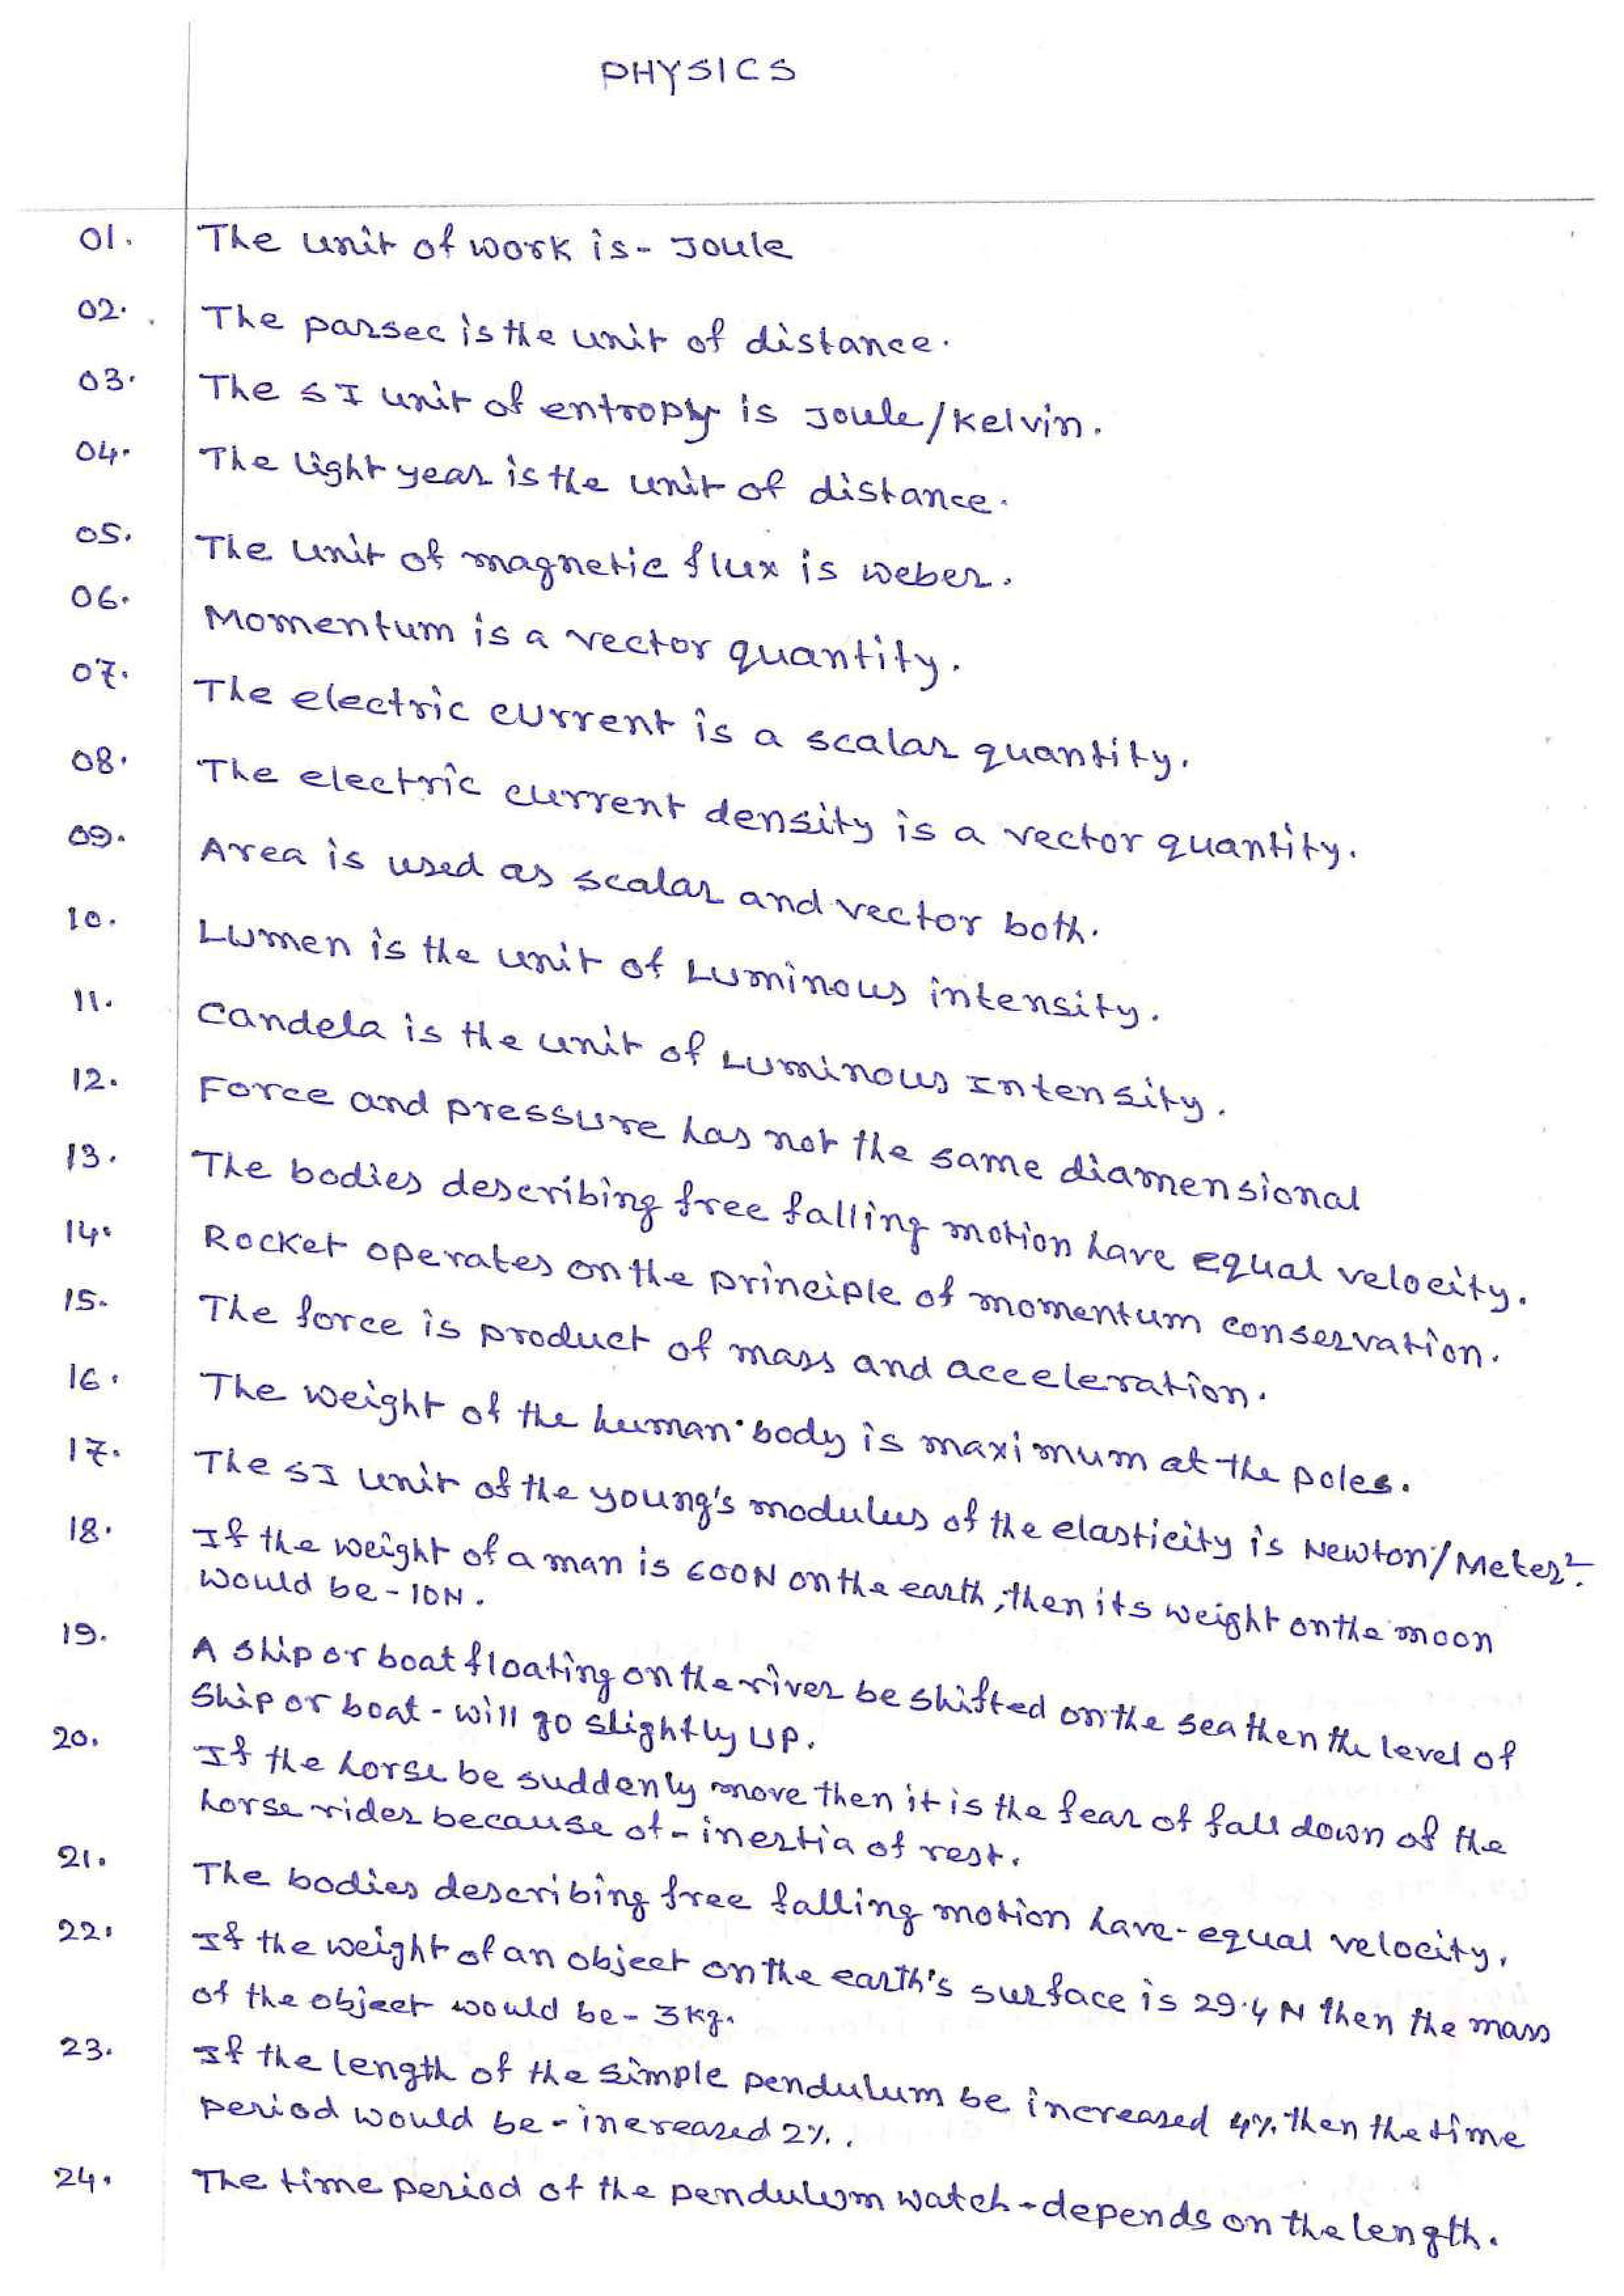 PHYSICS
01. The unit of work is - Joule
02. The parsec is the unit of distance.
03. The SI unit of entropy is Joule/Kelvin.
04. The light year is the unit of distance.
05. The unit of magnetic flux is weber.
06. Momentum is a vector quantity.
07. The electric current is a scalar quantity.
08. The electric current density is a vector quantity.
09. Area is used as scalar and vector both.
10. Lumen is the unit of Luminous intensity.
11. Candela is the unit of Luminous Intensity.
12. Force and pressure has not the same diamensional
13. The bodies describing free falling motion have equal velocity.
14. Rocket operates on the principle of momentum conservation.
15. The force is product of mass and acceleration.
16. The weight of the human body is maximum at the poles.
17. The SI unit of the young's modulus of the elasticity is Newton/Meter².
18. If the weight of a man is 600N on the earth, then its weight on the moon
would be - 10N.
19. A ship or boat floating on the river be shifted on the sea then the level of
ship or boat - will go slightly up.
20. If the horse be suddenly move then it is the fear of fall down of the
horse rider because of - inertia of rest.
21. The bodies describing free falling motion have - equal velocity.
22. If the weight of an object on the earth's surface is 29.4 N then the mass
of the object would be - 3kg.
23. If the length of the simple pendulum be increased 4% then the time
period would be - increased 2%.
24. The time period of the pendulum watch - depends on the length.